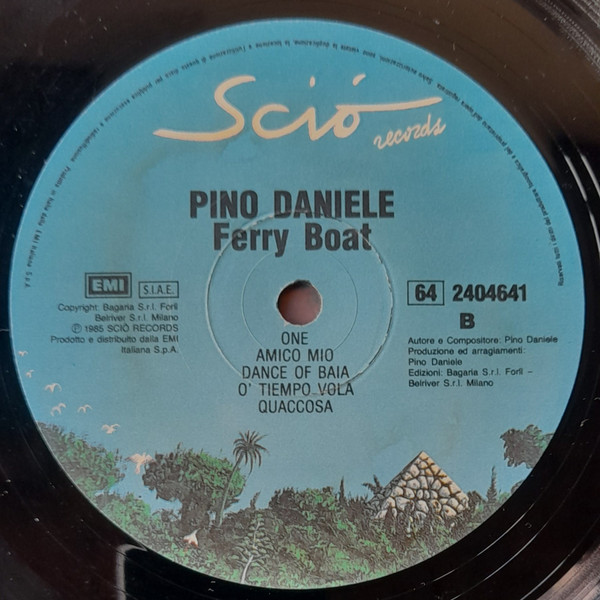 Sciò
records
PINO DANIELE
Ferry Boat
EMI
S.I.A.E.
Copyright: Bagaria S.r.l. Forlì
Belriver S.r.l. Milano
Ⓟ 1985 SCIÒ RECORDS
Prodotto e distribuito dalla EMI
Italiana S.p.A.
64 2404641
B
Autore e Compositore: Pino Daniele
Produzione ed arragiamenti:
Pino Daniele
Edizioni: Bagaria S.r.l. Forlì –
Belriver S.r.l. Milano
ONE
AMICO MIO
DANCE OF BAIA
O' TIEMPO VOLA
QUACCOSA